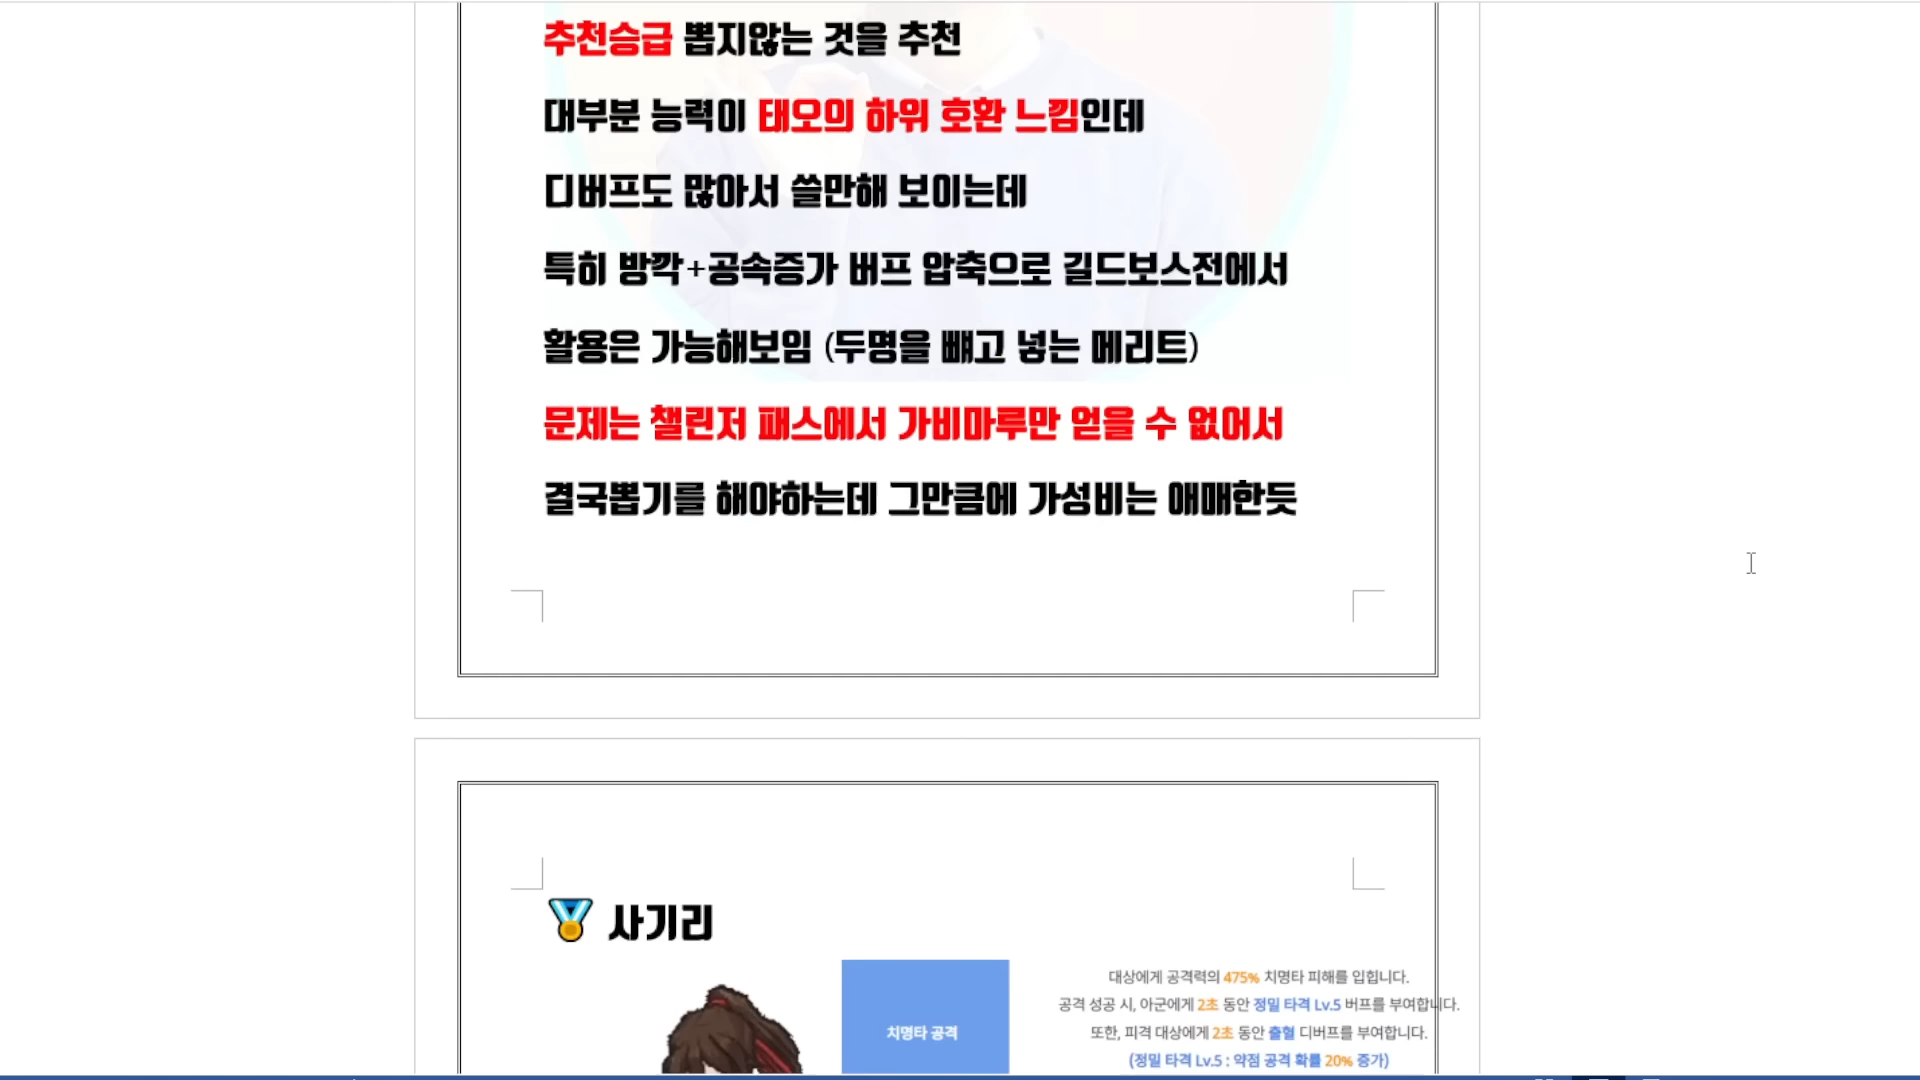 추천승급 뽑지않는 것을 추천
대부분 능력이 태오의 하위 호환 느낌인데
디버프도 많아서 쓸만해 보이는데
특히 방깍+공속증가 버프 압축으로 길드보스전에서
활용은 가능해보임 (두명을 빼고 넣는 메리트)
문제는 챌린저 패스에서 가비마루만 얻을 수 없어서
결국뽑기를 해야하는데 그만큼에 가성비는 애매한듯
사기리
치명타 공격
대상에게 공격력의 475% 치명타 피해를 입힙니다.
공격 성공 시, 아군에게 2초 동안 정밀 타격 Lv.5 버프를 부여합니다.
또한, 피격 대상에게 2초 동안 출혈 디버프를 부여합니다.
(정밀 타격 Lv.5 : 약점 공격 확률 20% 증가)